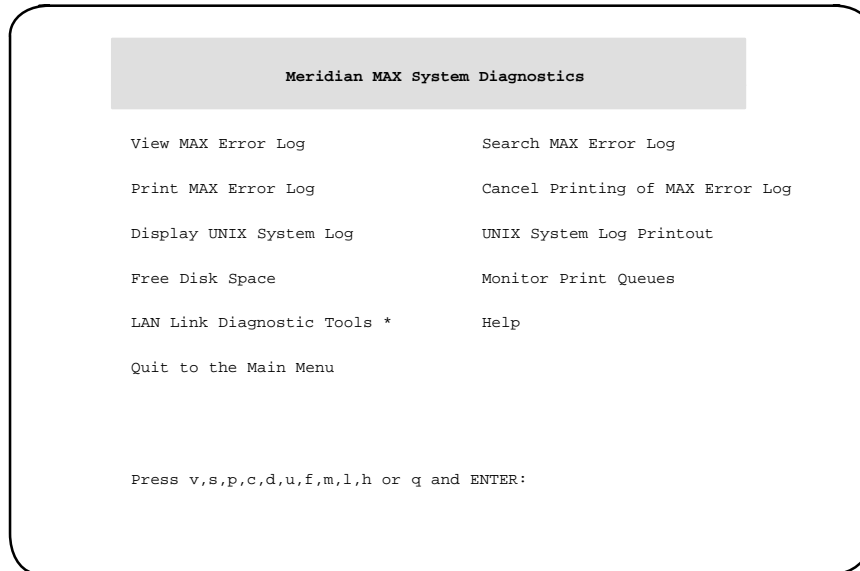 Meridian MAX System Diagnostics
View MAX Error Log Search MAX Error Log
Print MAX Error Log Cancel Printing of MAX Error Log
Display UNIX System Log UNIX System Log Printout
Free Disk Space Monitor Print Queues
LAN Link Diagnostic Tools * Help
Quit to the Main Menu
Press v,s,p,c,d,u,f,m,l,h or q and ENTER: